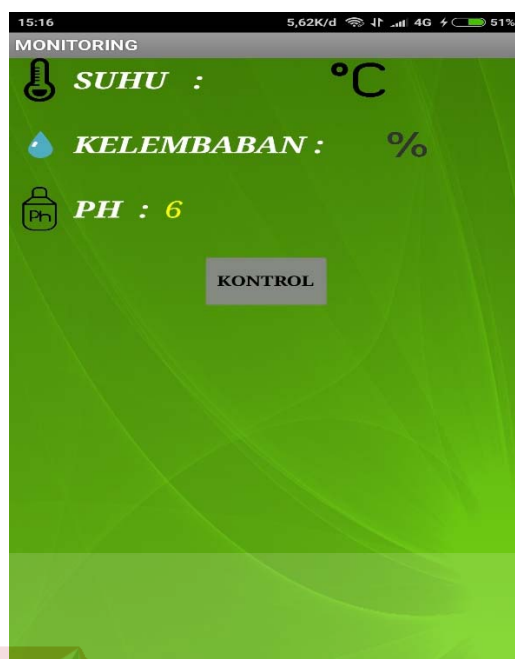 15:16 5,62K/d 4G 51%
MONITORING
SUHU : °C
KELEMBABAN : %
Ph PH : 6
KONTROL